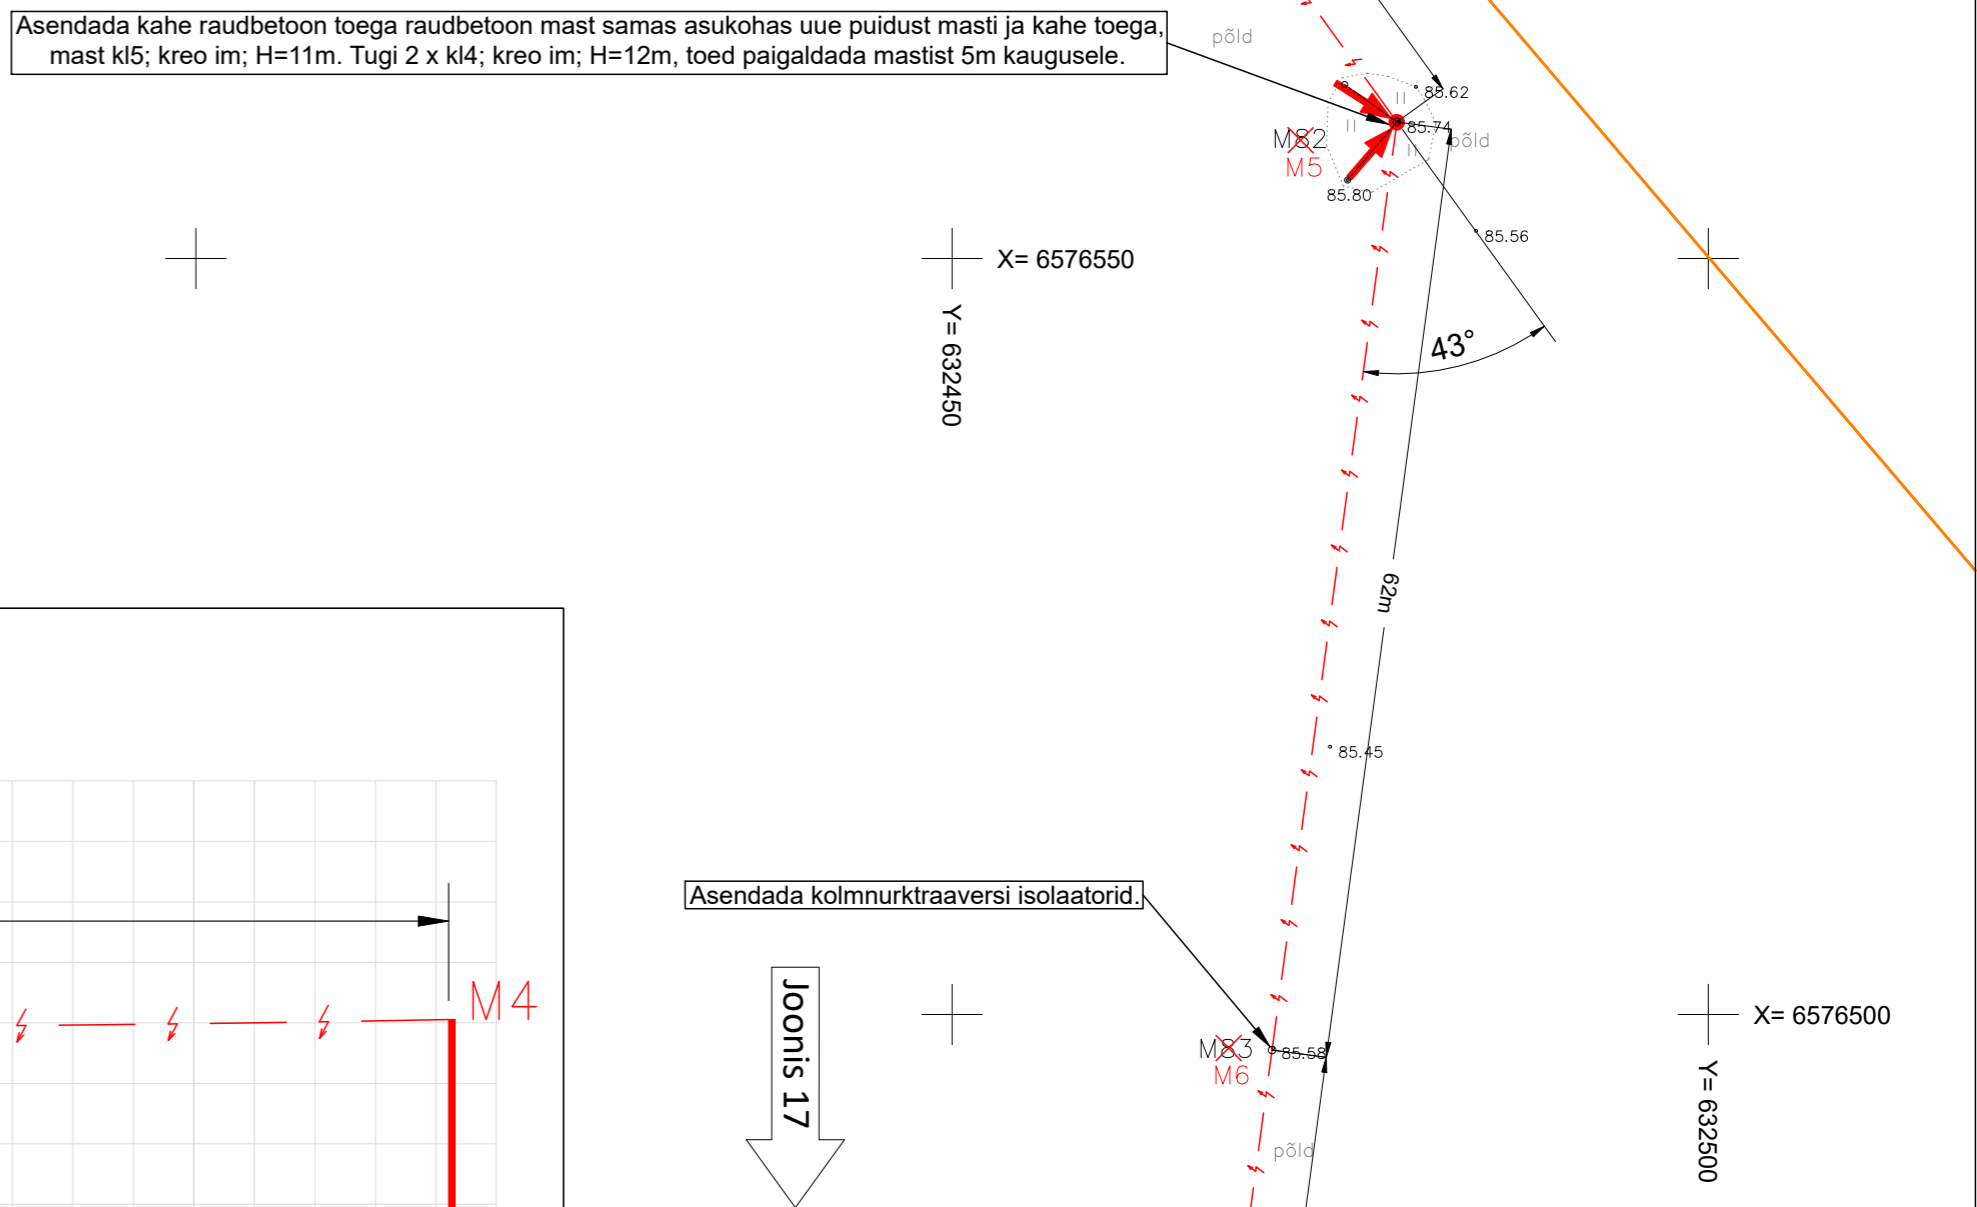 Asendada kahe raudbetoon toega raudbetoon mast samas asukohas uue puidust masti ja kahe toega,
mast kl5; kreo im; H=11m. Tugi 2 x kl4; kreo im; H=12m, toed paigaldada mastist 5m kaugusele.
põld
85.62
85.74
M82
põld
M5
85.80
85.56
X= 6576550
Y= 632450
43°
62m
85.45
Asendada kolmnurktraaversi isolaatorid.
M4
Joonis 17
X= 6576500
M83
85.58
M6
Y= 632500
põld